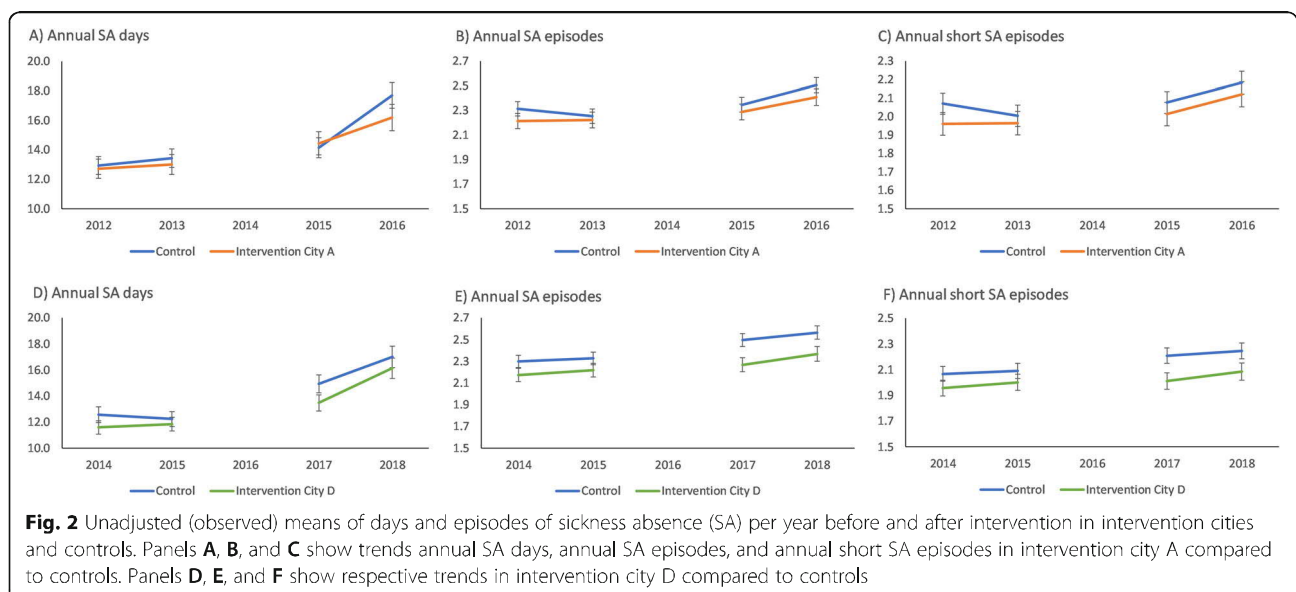 A) Annual SA days
20.0
18.0
16.0
14.0
12.0
10.0
2012 2013 2014 2015 2016
Control Intervention City A
B) Annual SA episodes
2.7
2.5
2.3
2.1
1.9
1.7
1.5
2012 2013 2014 2015 2016
Control Intervention City A
C) Annual short SA episodes
2.3
2.2
2.1
2.0
1.9
1.8
1.7
1.6
1.5
2012 2013 2014 2015 2016
Control Intervention City A
D) Annual SA days
20.0
18.0
16.0
14.0
12.0
10.0
2014 2015 2016 2017 2018
Control Intervention City D
E) Annual SA episodes
2.7
2.5
2.3
2.1
1.9
1.7
1.5
2014 2015 2016 2017 2018
Control Intervention City D
F) Annual short SA episodes
2.5
2.3
2.1
1.9
1.7
1.5
2014 2015 2016 2017 2018
Control Intervention City D
Fig. 2 Unadjusted (observed) means of days and episodes of sickness absence (SA) per year before and after intervention in intervention cities
and controls. Panels A, B, and C show trends annual SA days, annual SA episodes, and annual short SA episodes in intervention city A compared
to controls. Panels D, E, and F show respective trends in intervention city D compared to controls